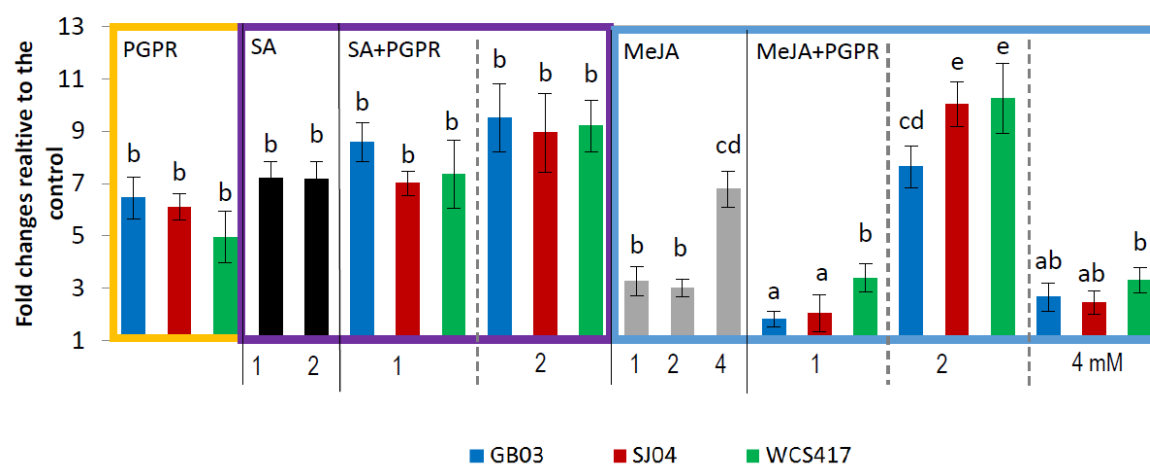 Fold changes realtive to the
control
13
11
9
7
5
3
1
PGPR
SA
SA+PGPR
MeJA
MeJA+PGPR
b b b
b b
b b b
b b b
b b cd
a a b
cd e e
ab ab b
1 2 1 2 1 2 4 1 2 4 mM
GB03 SJ04 WCS417